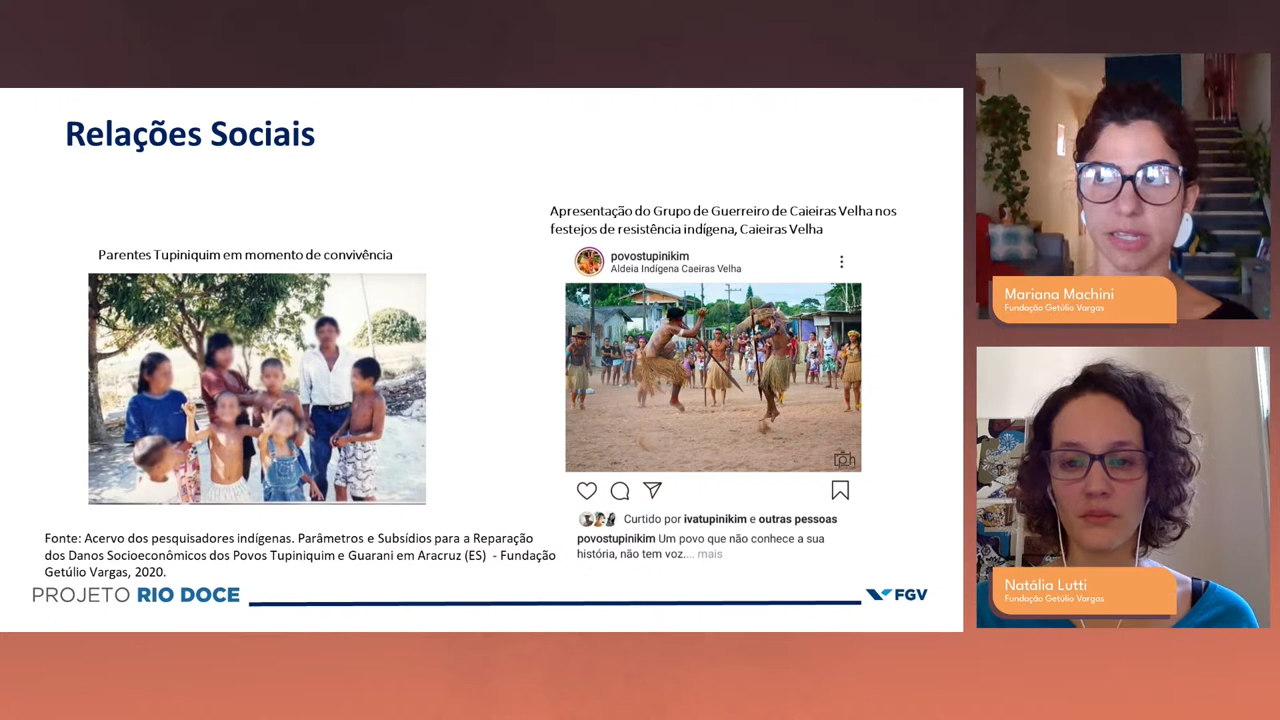 Relações Sociais
Parentes Tupiniquim em momento de convivência
Apresentação do Grupo de Guerreiro de Caieiras Velha nos
festejos de resistência indígena, Caieiras Velha
povostupinikim
Aldeia Indígena Caeiras Velha
Curtido por ivatupinikim e outras pessoas
povostupinikim Um povo que não conhece a sua
história, não tem voz.... mais
Fonte: Acervo dos pesquisadores indígenas. Parâmetros e Subsídios para a Reparação
dos Danos Socioeconômicos dos Povos Tupiniquim e Guarani em Aracruz (ES) - Fundação
Getúlio Vargas, 2020.
PROJETO RIO DOCE
FGV
Mariana Machini
Fundação Getúlio Vargas
Natália Lutti
Fundação Getúlio Vargas